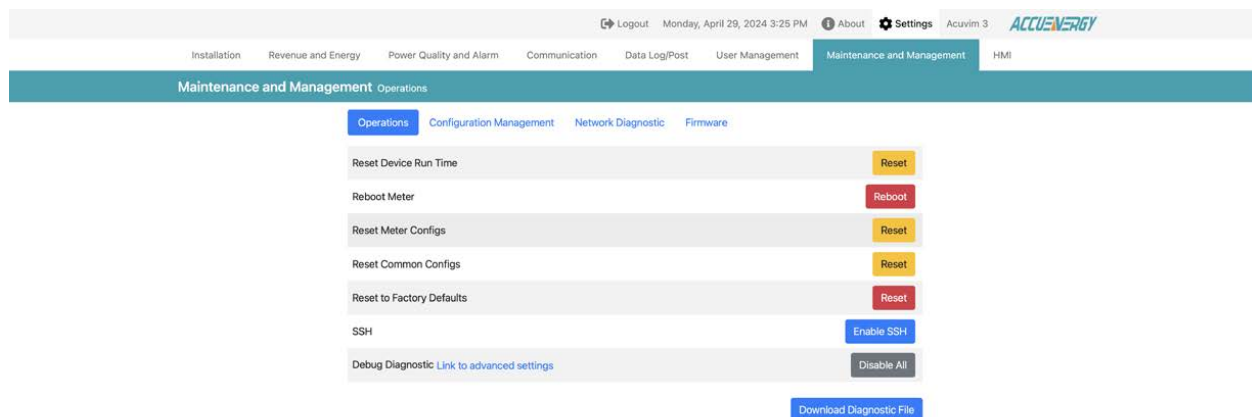 Logout Monday, April 29, 2024 3:25 PM About Settings Acuvim 3 ACCUENERGY
Installation Revenue and Energy Power Quality and Alarm Communication Data Log/Post User Management Maintenance and Management HMI
Maintenance and Management Operations
Operations Configuration Management Network Diagnostic Firmware
Reset Device Run Time Reset
Reboot Meter Reboot
Reset Meter Configs Reset
Reset Common Configs Reset
Reset to Factory Defaults Reset
SSH Enable SSH
Debug Diagnostic Link to advanced settings Disable All
Download Diagnostic File